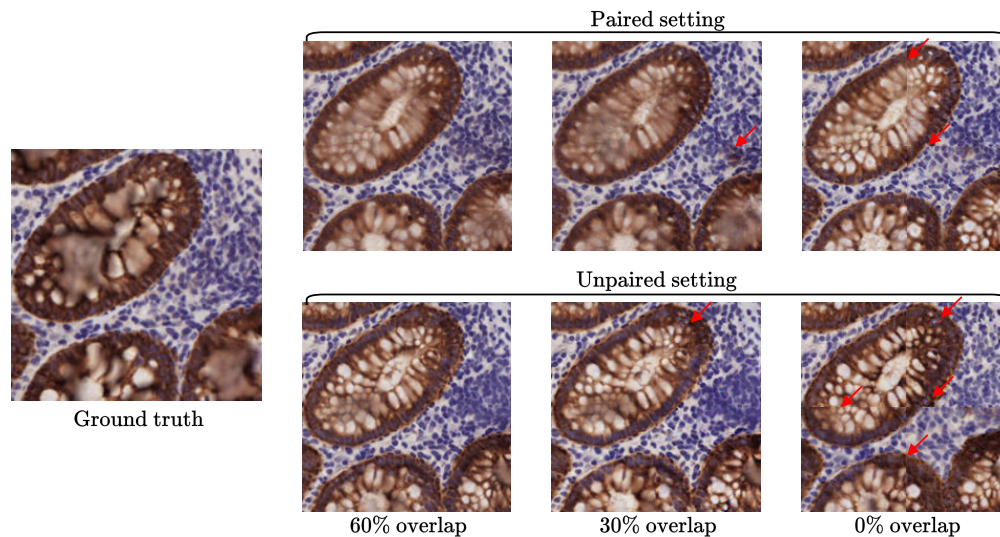 Paired setting
Unpaired setting
Ground truth
60% overlap
30% overlap
0% overlap